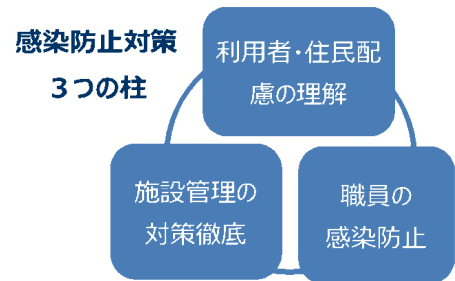 感染防止対策
３つの柱
利用者・住民配
慮の理解
施設管理の
対策徹底
職員の
感染防止